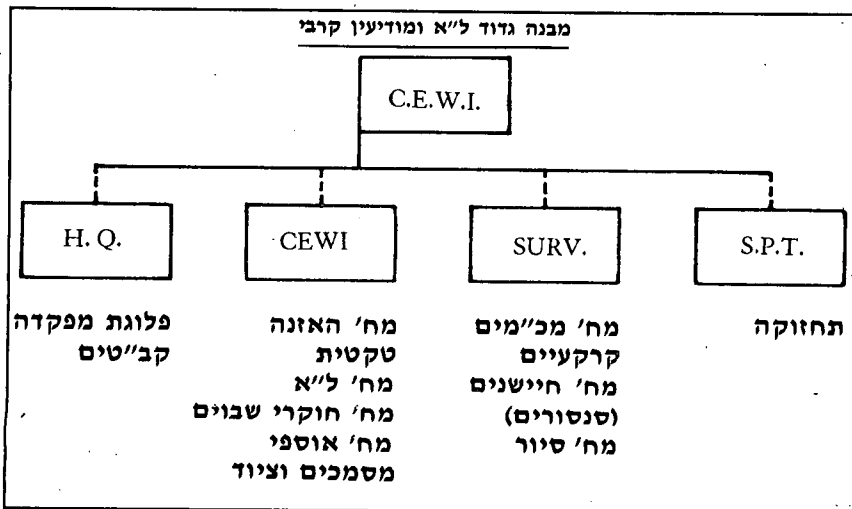 מבנה גדוד ל״א ומודיעין קרבי
C.E.W.I.
H. Q.
פלוגת מפקדה
קב״טים
CEWI
מח׳ האזנה
טקטית
מח׳ ל״א
מח׳ חוקרי שבוים
מח׳ אוספי
מסמכים וציוד
SURV.
מח׳ מכ״מים
קרקעיים
מח׳ חיישנים
(סנסורים)
מח׳ סיור
S.P.T.
תחזוקה